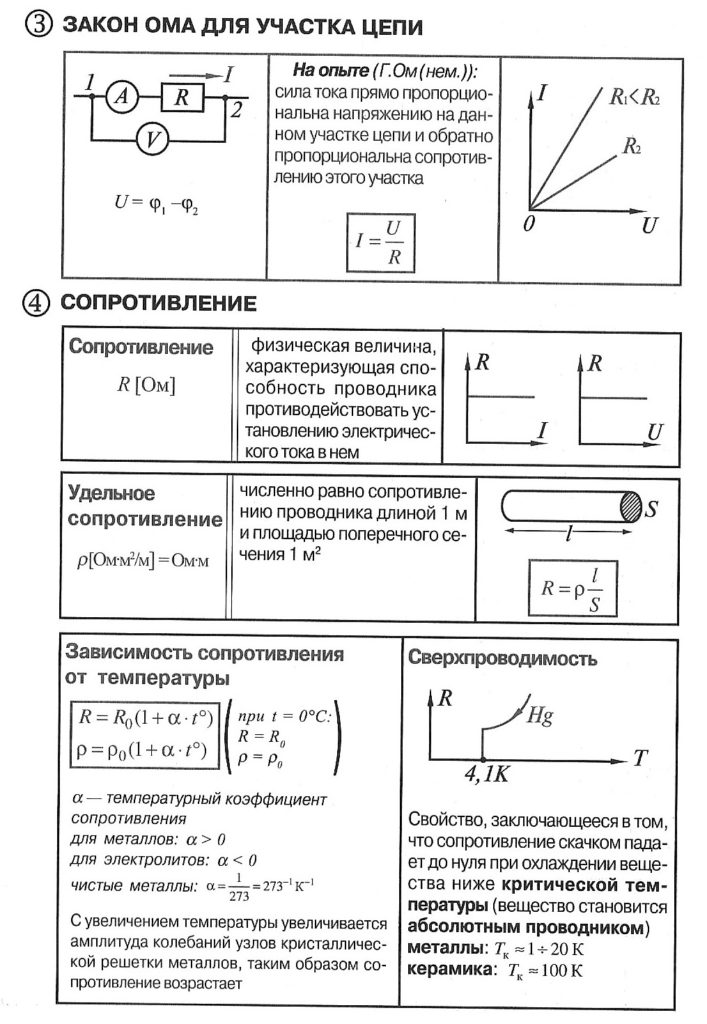 ③ ЗАКОН ОМА ДЛЯ УЧАСТКА ЦЕПИ
1
A
R
I
2
V
U = φ₁ –φ₂
На опыте (Г.Ом (нем.)):
сила тока прямо пропорцио-
нальна напряжению на дан-
ном участке цепи и обратно
пропорциональна сопротив-
лению этого участка
I = U/R
I
R₁<R₂
R₂
0
U
④ СОПРОТИВЛЕНИЕ
Сопротивление
R [Ом]
физическая величина,
характеризующая спо-
собность проводника
противодействовать ус-
тановлению электричес-
кого тока в нем
R
I
R
U
Удельное
сопротивление
ρ[Ом·м²/м] = Ом·м
численно равно сопротивле-
нию проводника длиной 1 м
и площадью поперечного се-
чения 1 м²
S
l
R = ρ l/S
Зависимость сопротивления
от температуры
R = R₀(1 + α · t°)
ρ = ρ₀(1 + α · t°)
при t = 0°C:
R = R₀
ρ = ρ₀
α — температурный коэффициент
сопротивления
для металлов: α > 0
для электролитов: α < 0
чистые металлы: α = 1/273 = 273⁻¹ К⁻¹
С увеличением температуры увеличивается
амплитуда колебаний узлов кристалличес-
кой решетки металлов, таким образом со-
противление возрастает
Сверхпроводимость
R
Hg
T
4,1К
Свойство, заключающееся в том,
что сопротивление скачком пада-
ет до нуля при охлаждении веще-
ства ниже критической тем-
пературы (вещество становится
абсолютным проводником)
металлы: Tк ≈ 1 ÷ 20 К
керамика: Tк ≈ 100 К